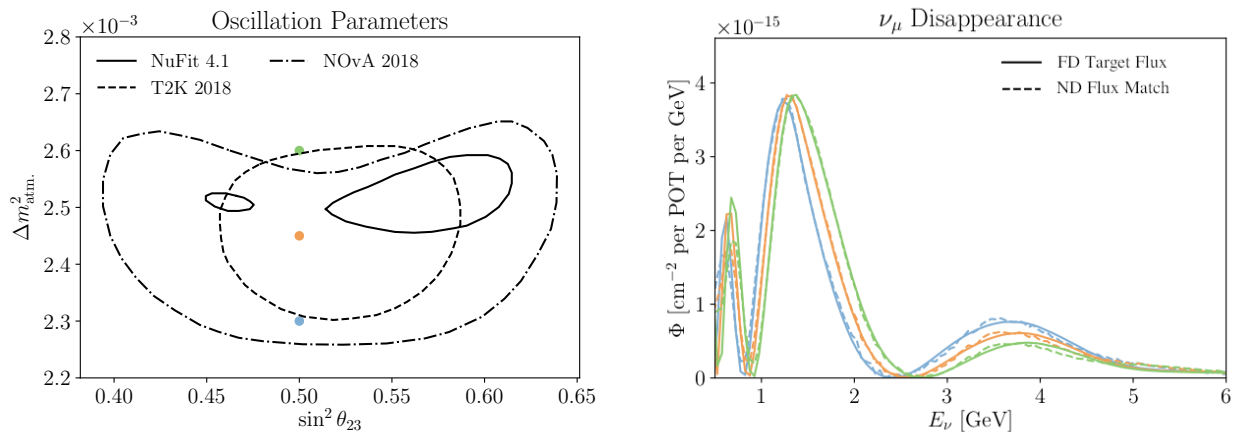 Oscillation Parameters
×10⁻³
NuFit 4.1
T2K 2018
NOvA 2018
2.8
2.7
2.6
2.5
2.4
2.3
2.2
Δm²atm.
0.40 0.45 0.50 0.55 0.60 0.65
sin² θ₂₃
νμ Disappearance
×10⁻¹⁵
FD Target Flux
ND Flux Match
4
3
2
1
0
Φ [cm⁻² per POT per GeV]
1 2 3 4 5 6
Eν [GeV]